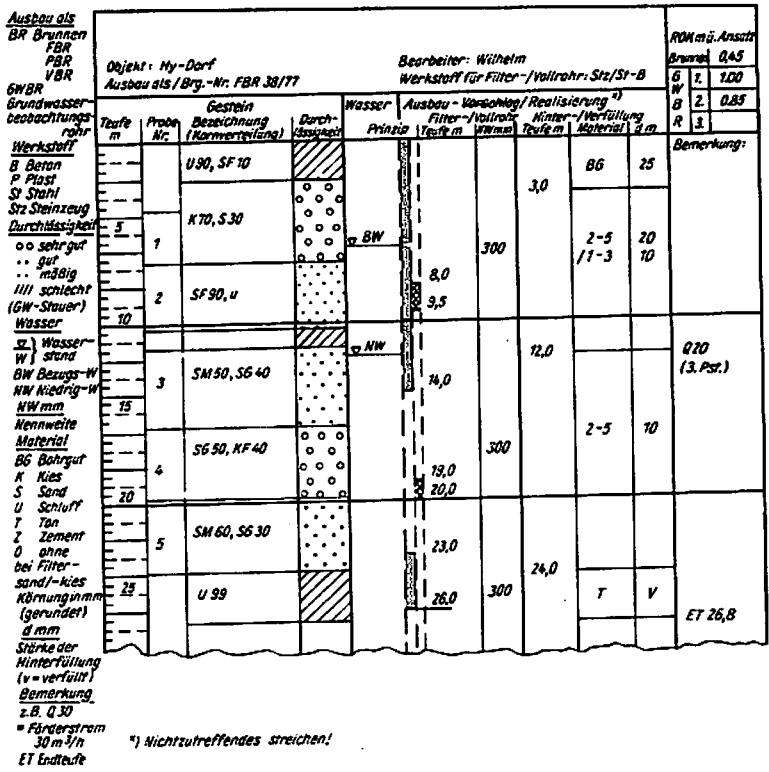 Ausbau als
BR Brunnen
FBR
PBR
VBR
GWBR
Grundwasser-
beobachtungs-
rohr
Werkstoff
B Beton
P Plast
St Stahl
Stz Steinzeug
Durchlässigkeit
oo sehr gut
.. gut
.. mäßig
//// schlecht
(GW-Stauer)
Wasser
W } Wasser-
stand
BW Bezugs-W
NW Niedrig-W
NW mm
Nennweite
Material
BG Bohrgut
K Kies
S Sand
U Schluff
T Ton
Z Zement
O ohne
bei Filter-
sand/-kies
Körnung in mm
(gerundet)
d mm
Stärke der
Hinterfüllung
(v = verfüllt)
Bemerkung
z.B. Q 30
= Förderstrom
30 m³/h
ET Endteufe
Objekt: Hy-Dorf Bearbeiter: Wilhelm
Ausbau als / Brg.-Nr. FBR 38/77 Werkstoff für Filter-/Vollrohr: Stz/St-B
ROK m ü. Ansatz
Brunnen 0,45
GWBR 1. 1.00
2. 0.85
3.
Teufe m Probe Nr. Gestein Bezeichnung (Kornverteilung) Durchlässigkeit Wasser Prinzip Ausbau - Vorschlag / Realisierung *)
Filter-/Vollrohr Teufe m NW mm Hinter-/Verfüllung Teufe m Material d m
Bemerkung:
U 90, SF 10 3,0 BG 25
5 1 K 70, S 30 BW 300 2-5 20
/1-3 10
2 SF 90, u 8,0
9,5
10
NW 12,0 Q 20
(3. Pst.)
3 SM 50, SG 40 14,0
15 2-5 10
4 SG 50, KF 40 300
19,0
20 20,0
5 SM 60, SG 30 23,0
24,0
25 U 99 26,0 300 T V
ET 26,8
*) Nichtzutreffendes streichen!